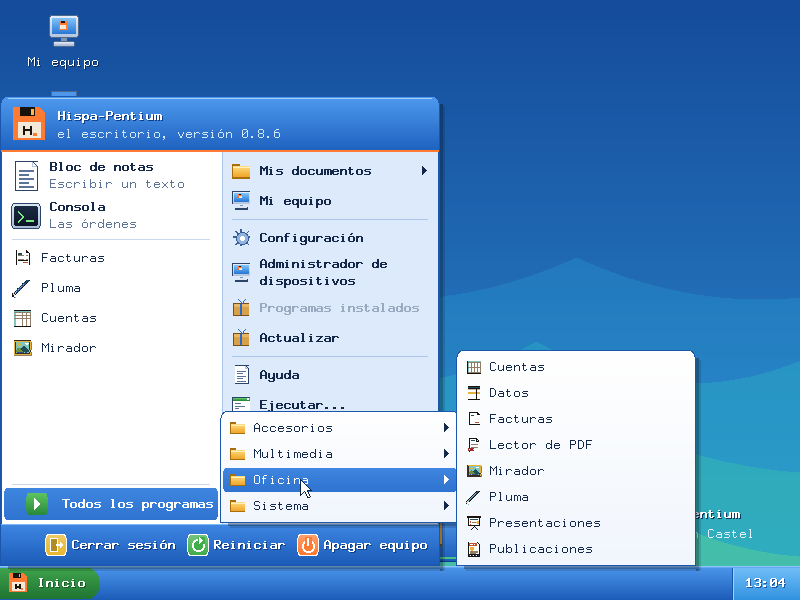 Mi equipo
Hispa-Pentium
el escritorio, versión 0.8.6
Bloc de notas
Escribir un texto
Consola
Las órdenes
Facturas
Pluma
Cuentas
Mirador
Todos los programas
Mis documentos
Mi equipo
Configuración
Administrador de
dispositivos
Programas instalados
Actualizar
Ayuda
Ejecutar...
Accesorios
Multimedia
Oficina
Sistema
Cuentas
Datos
Facturas
Lector de PDF
Mirador
Pluma
Presentaciones
Publicaciones
Castel
Cerrar sesión
Reiniciar
Apagar equipo
H.
Inicio
13:04